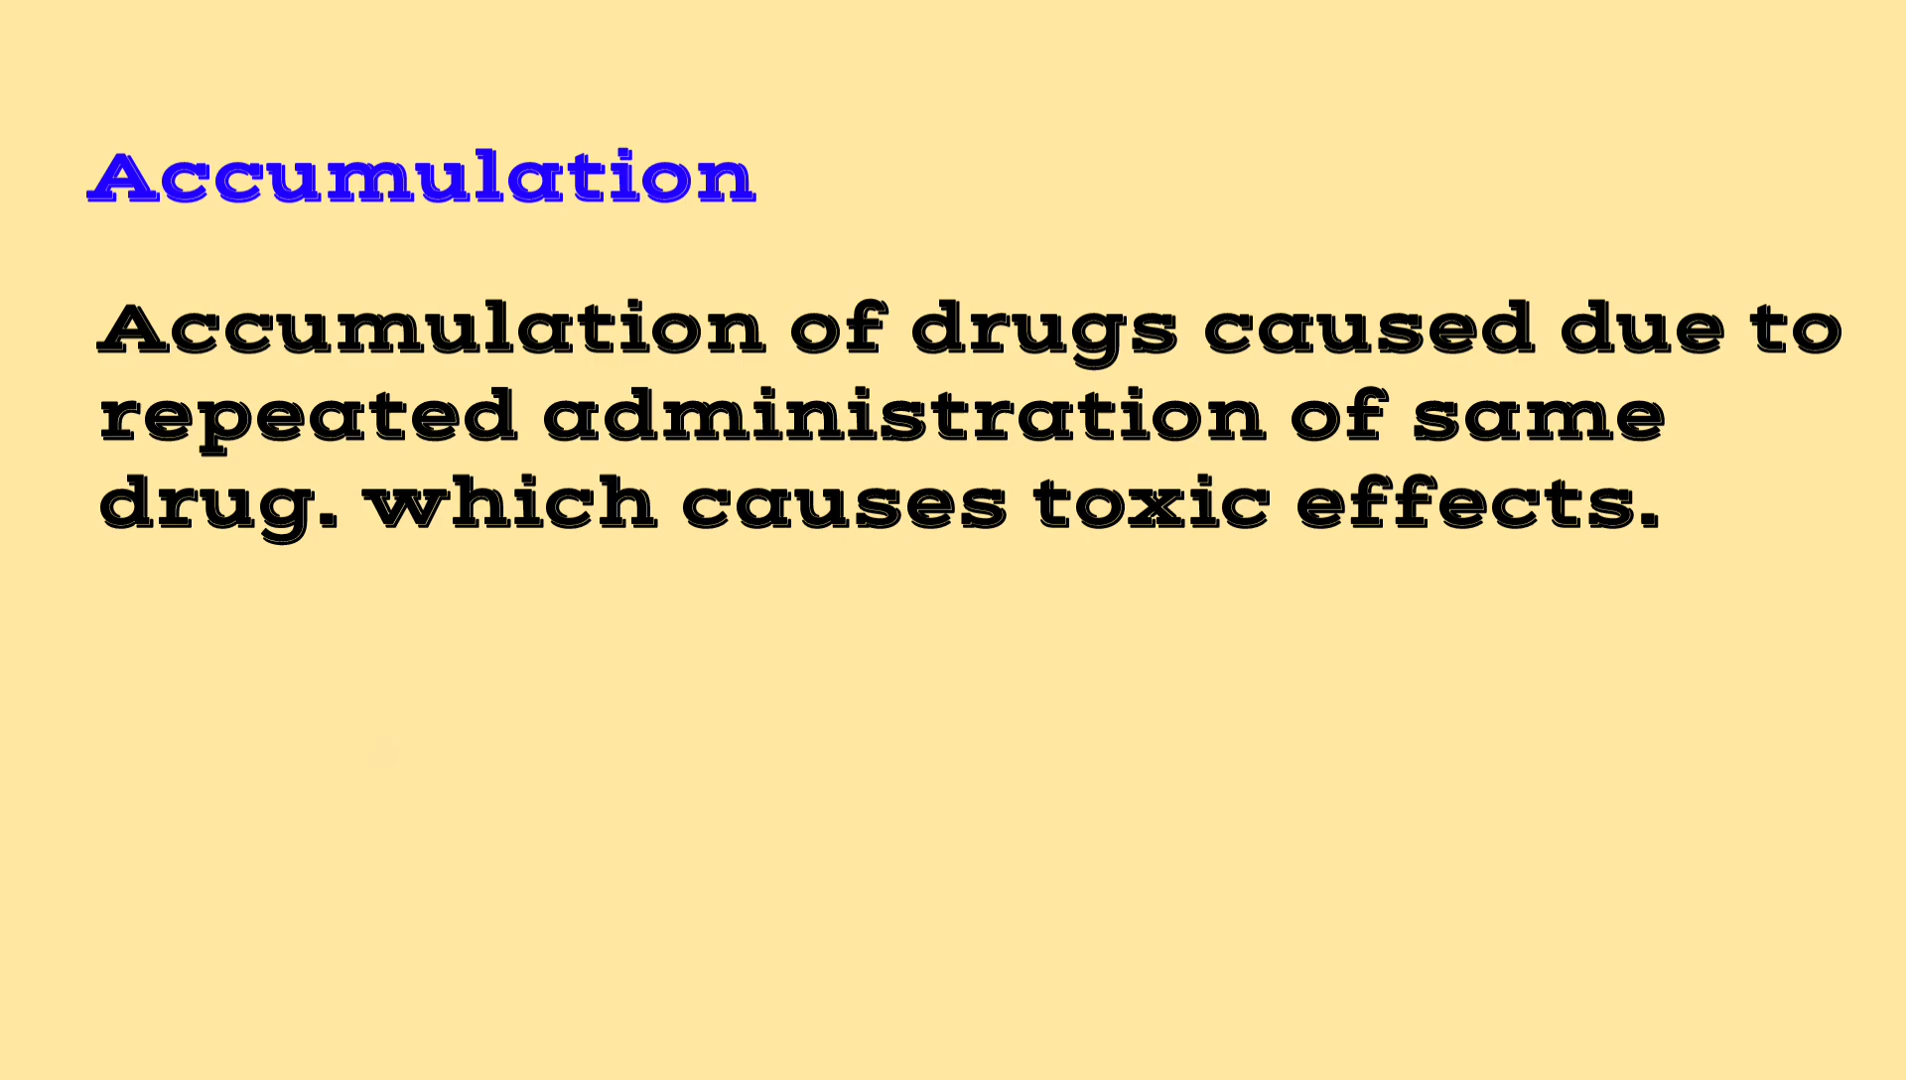 Accumulation
Accumulation of drugs caused due to
repeated administration of same
drug. which causes toxic effects.